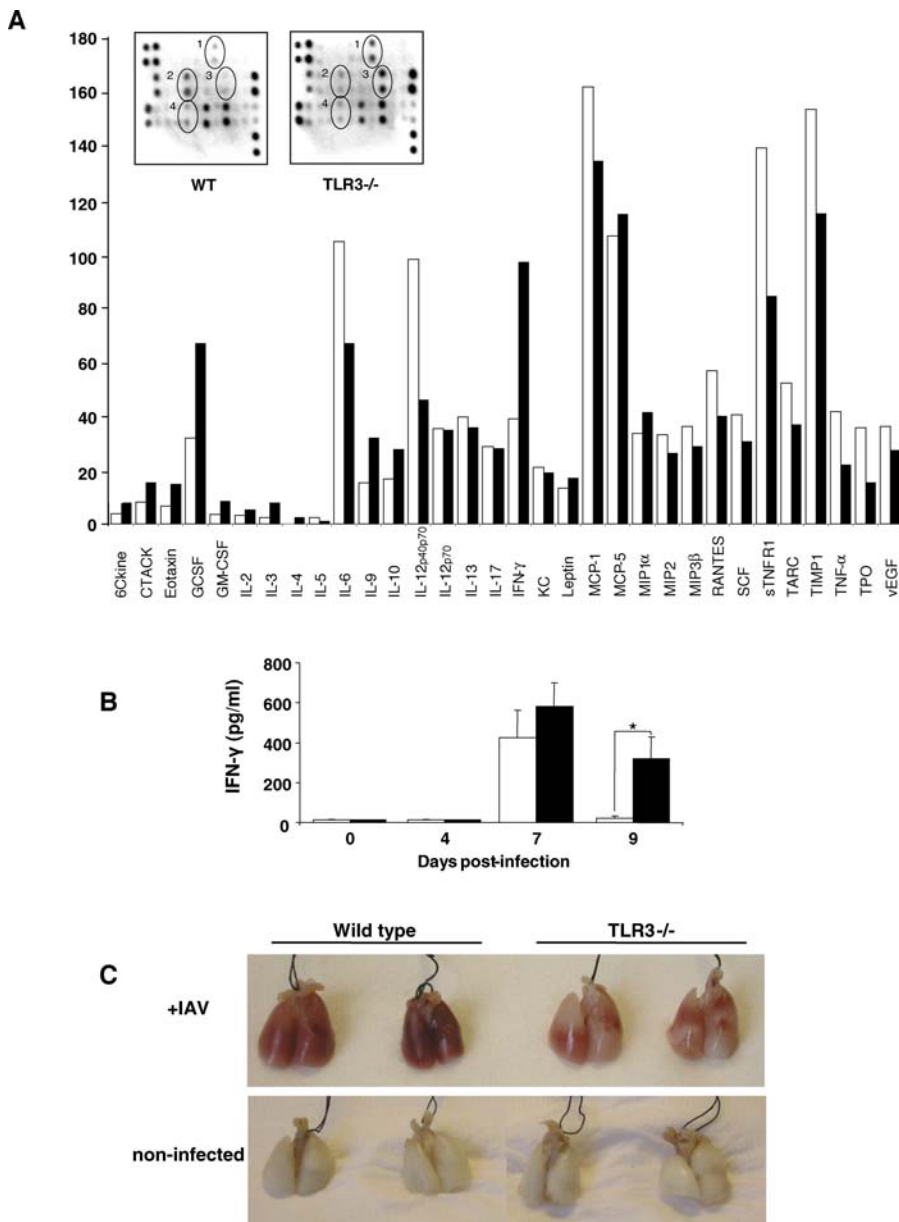 A
180
160
140
120
100
80
60
40
20
0
1
2
3
4
WT
1
2
3
4
TLR3-/-
6Ckine
CTACK
Eotaxin
GCSF
GM-CSF
IL-2
IL-3
IL-4
IL-5
IL-6
IL-9
IL-10
IL-12p40p70
IL-12p70
IL-13
IL-17
IFN-γ
KC
Leptin
MCP-1
MCP-5
MIP1α
MIP2
MIP3β
RANTES
SCF
sTNF R1
TARC
TIMP1
TNF-α
TPO
vEGF
B
IFN-γ (pg/ml)
800
600
400
200
0
*
0 4 7 9
Days post-infection
C
Wild type TLR3-/-
+IAV
non-infected